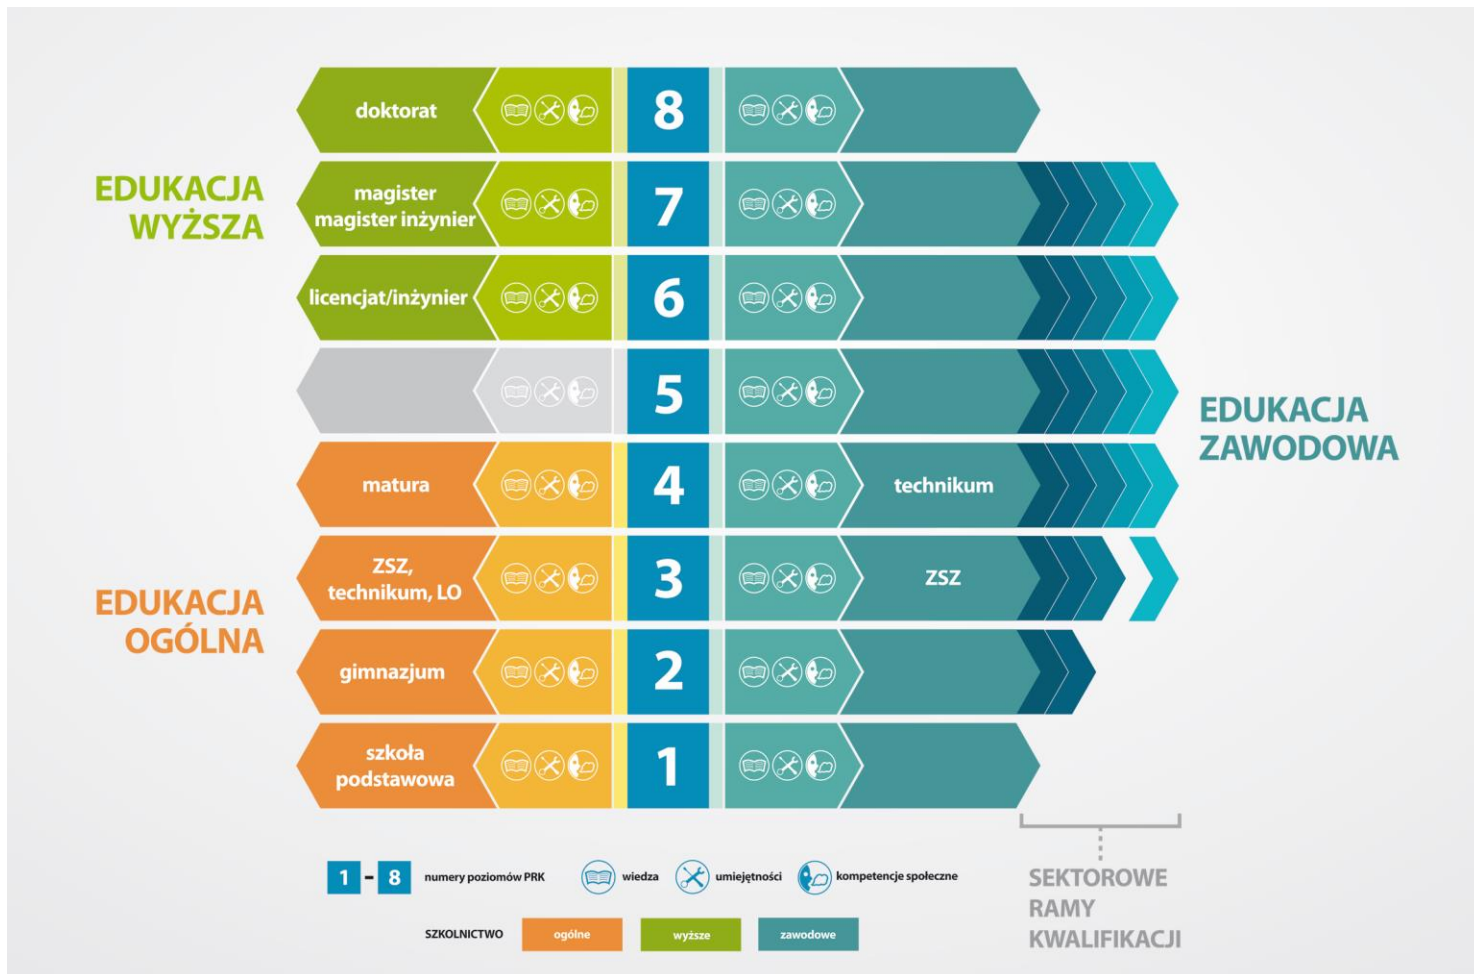 doktorat
8
EDUKACJA
WYŻSZA
magister
magister inżynier
7
licencjat/inżynier
6
5
EDUKACJA
ZAWODOWA
matura
4
technikum
EDUKACJA
OGÓLNA
ZSZ,
technikum, LO
3
ZSZ
gimnazjum
2
szkoła
podstawowa
1
1 - 8 numery poziomów PRK wiedza umiejętności kompetencje społeczne
SZKOLNICTWO ogólne wyższe zawodowe
SEKTOROWE
RAMY
KWALIFIKACJI